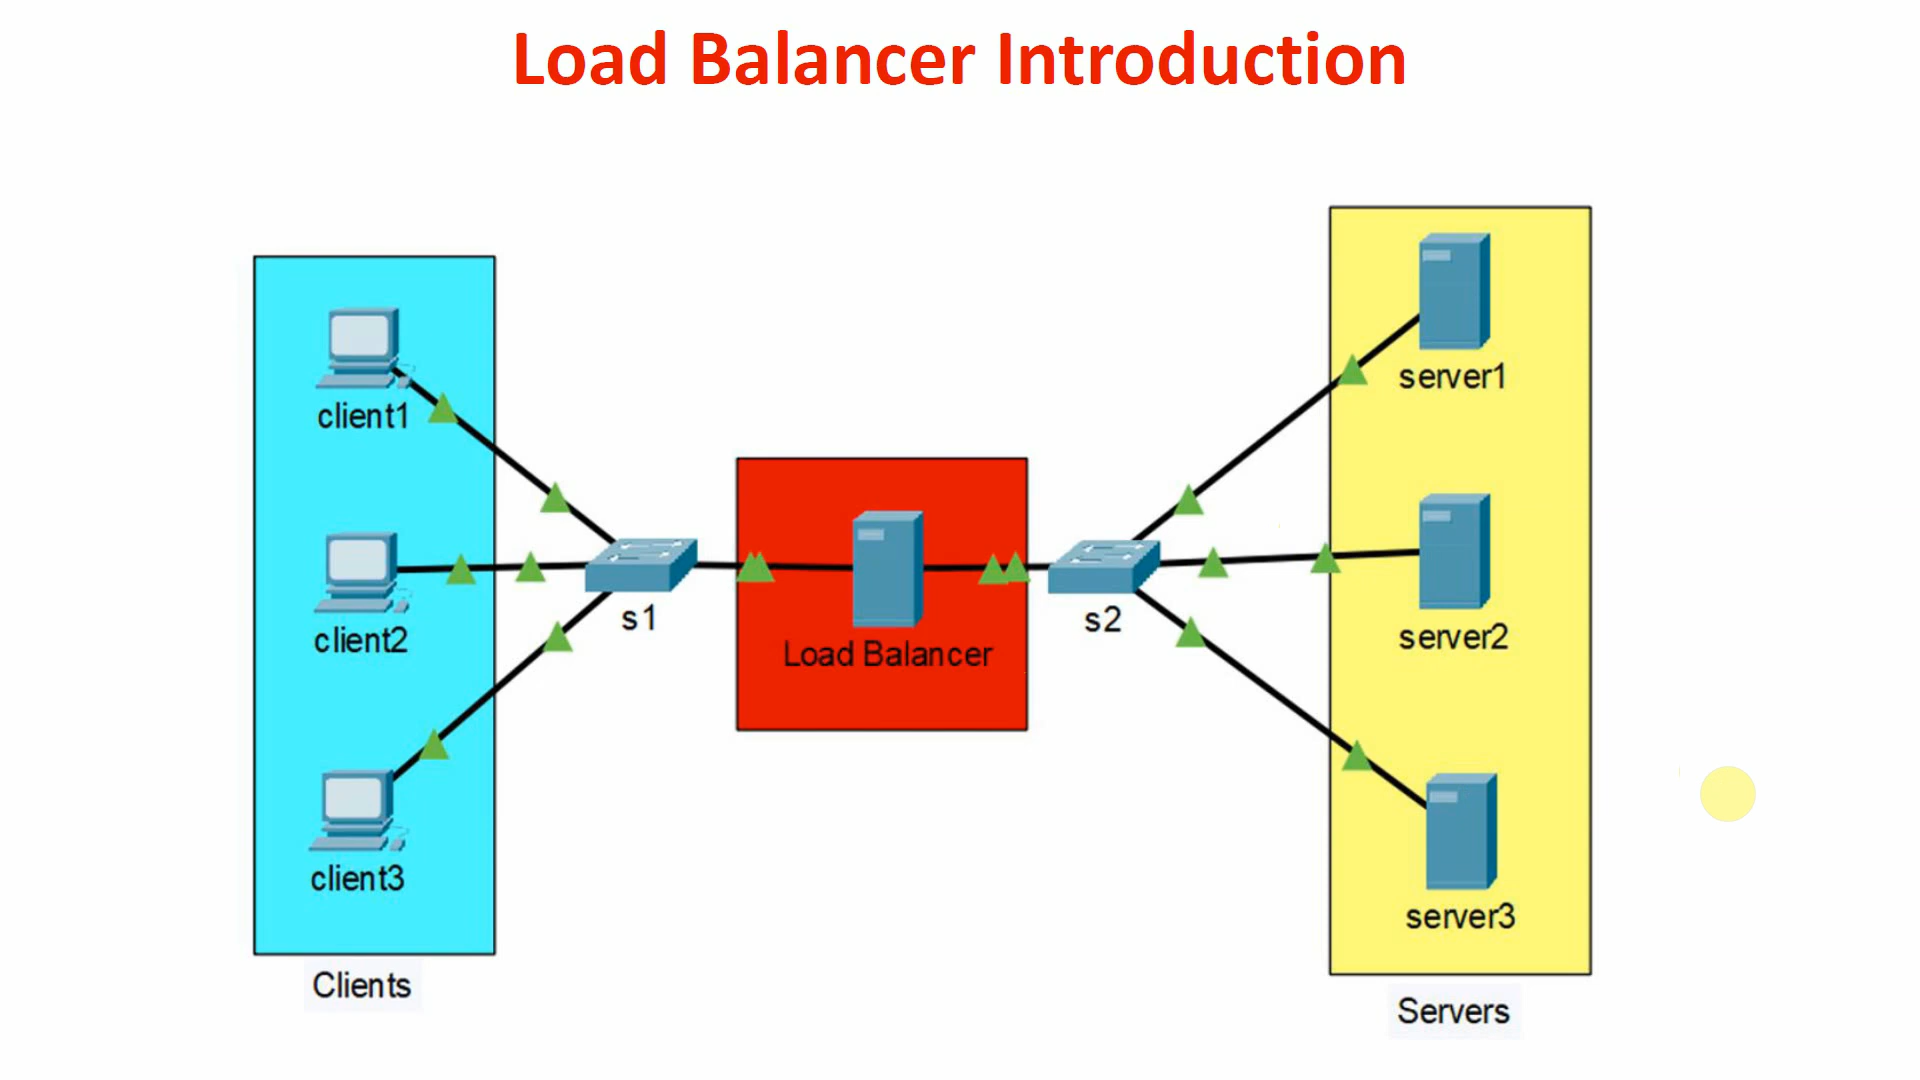 Load Balancer Introduction
client1
client2
client3
Clients
s1
Load Balancer
s2
server1
server2
server3
Servers